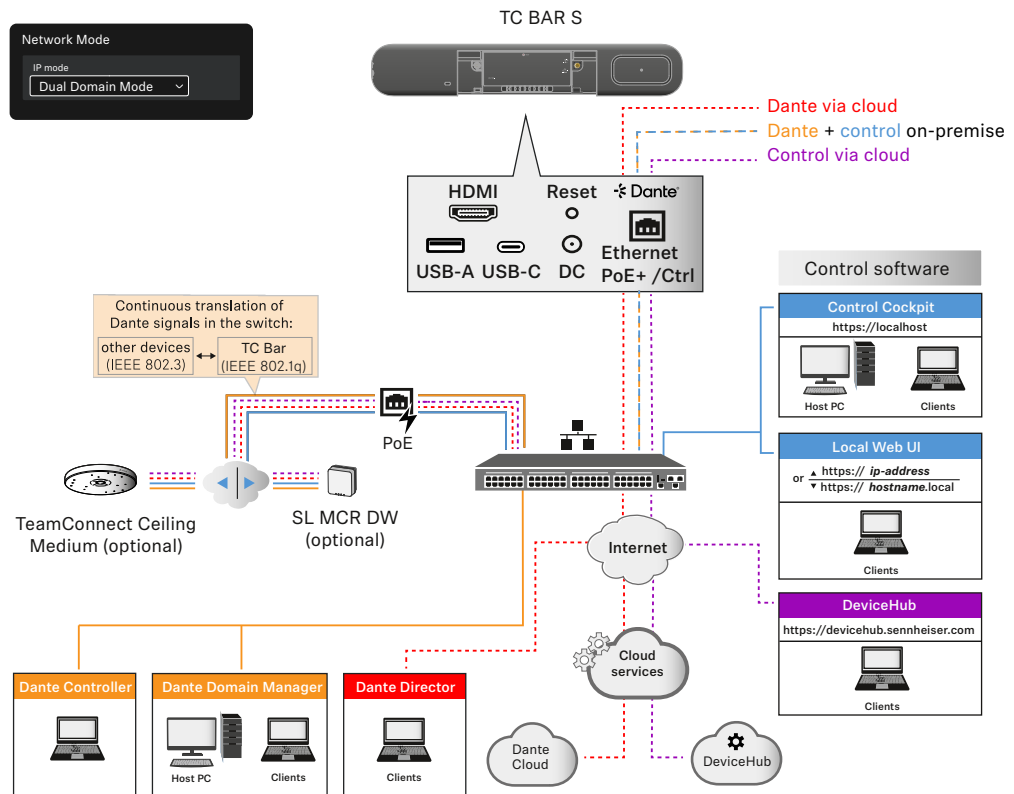 TC BAR S
Network Mode
IP mode
Dual Domain Mode
Dante via cloud
Dante + control on-premise
Control via cloud
HDMI
Reset
Dante
USB-A
USB-C
DC
Ethernet
PoE+ /Ctrl
Control software
Control Cockpit
https://localhost
Host PC
Clients
Continuous translation of
Dante signals in the switch:
other devices
(IEEE 802.3)
TC Bar
(IEEE 802.1q)
PoE
Local Web UI
or
https:// ip-address
https:// hostname.local
Clients
TeamConnect Ceiling
Medium (optional)
SL MCR DW
(optional)
Internet
DeviceHub
https://devicehub.sennheiser.com
Clients
Cloud
services
Dante Controller
Dante Domain Manager
Host PC
Clients
Dante Director
Clients
Dante
Cloud
DeviceHub